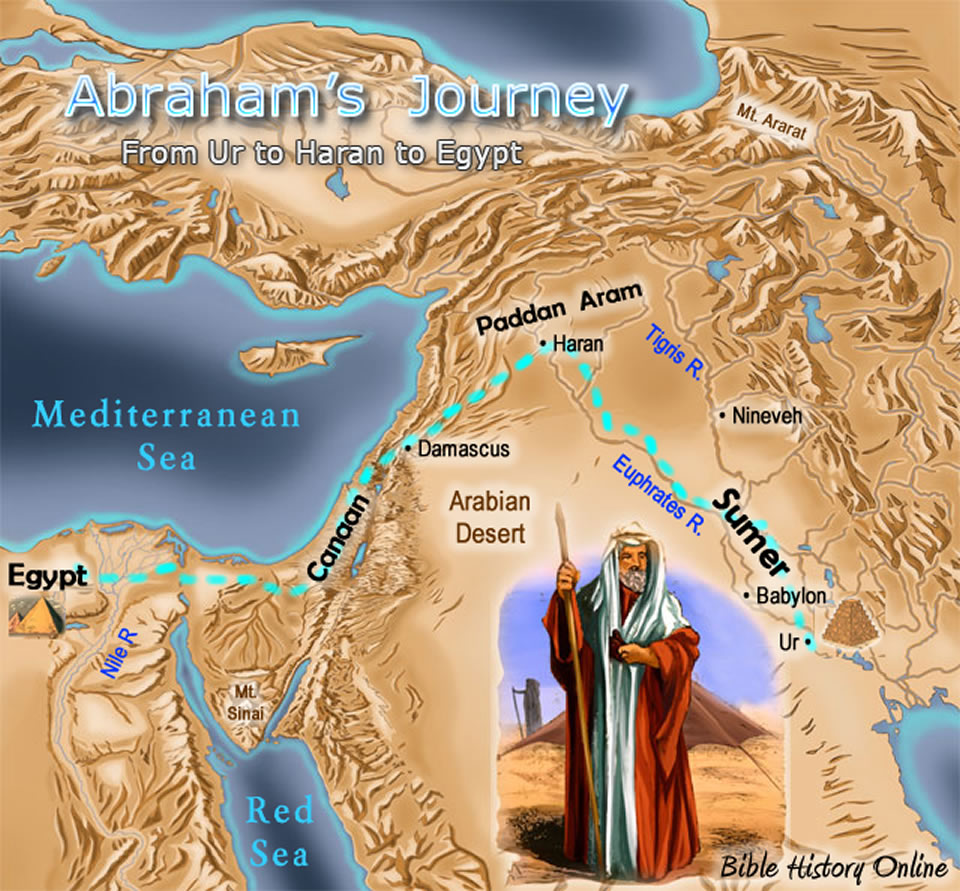 Abraham's Journey
From Ur to Haran to Egypt
Mt. Ararat
Paddan Aram
Haran
Tigris R.
Nineveh
Mediterranean
Sea
Damascus
Euphrates R.
Sumer
Arabian
Desert
Canaan
Egypt
Babylon
Ur
Nile R
Mt.
Sinai
Red
Sea
Bible History Online